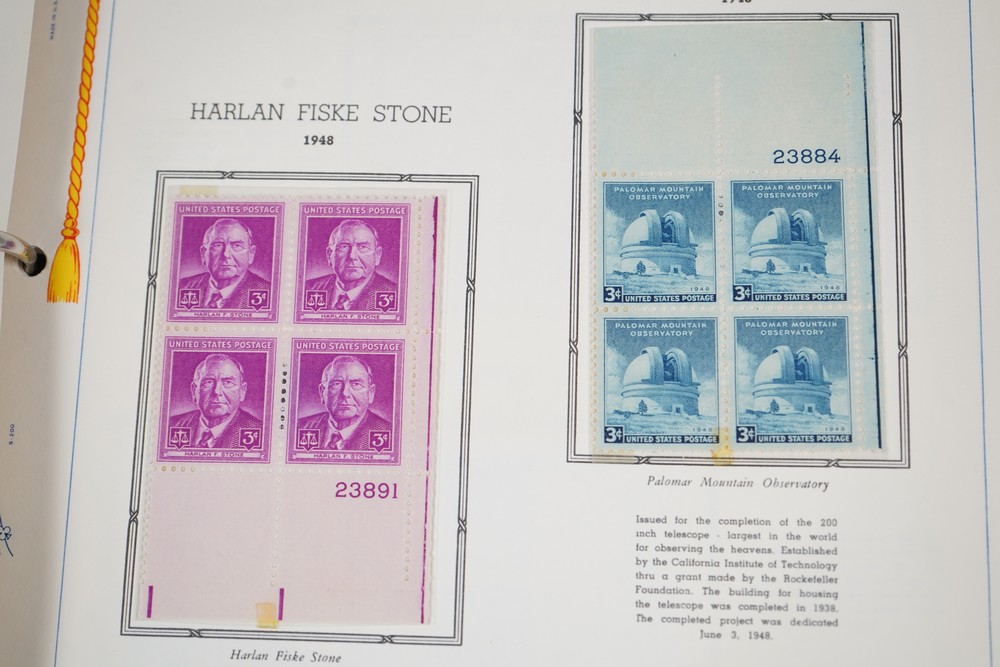 MADE IN U.S.
S-200
HARLAN FISKE STONE
1948
UNITED STATES POSTAGE
3¢
HARLAN F. STONE
UNITED STATES POSTAGE
3¢
HARLAN F. STONE
UNITED STATES POSTAGE
3¢
HARLAN F. STONE
UNITED STATES POSTAGE
3¢
HARLAN F. STONE
23891
Harlan Fiske Stone
1948
23884
PALOMAR MOUNTAIN
OBSERVATORY
1948
3¢ UNITED STATES POSTAGE
PALOMAR MOUNTAIN
OBSERVATORY
1948
3¢ UNITED STATES POSTAGE
PALOMAR MOUNTAIN
OBSERVATORY
1948
3¢ UNITED STATES POSTAGE
PALOMAR MOUNTAIN
OBSERVATORY
1948
3¢ UNITED STATES POSTAGE
Palomar Mountain Observatory
Issued for the completion of the 200
inch telescope - largest in the world
for observing the heavens. Established
by the California Institute of Technology
thru a grant made by the Rockefeller
Foundation. The building for housing
the telescope was completed in 1938.
The completed project was dedicated
June 3, 1948.